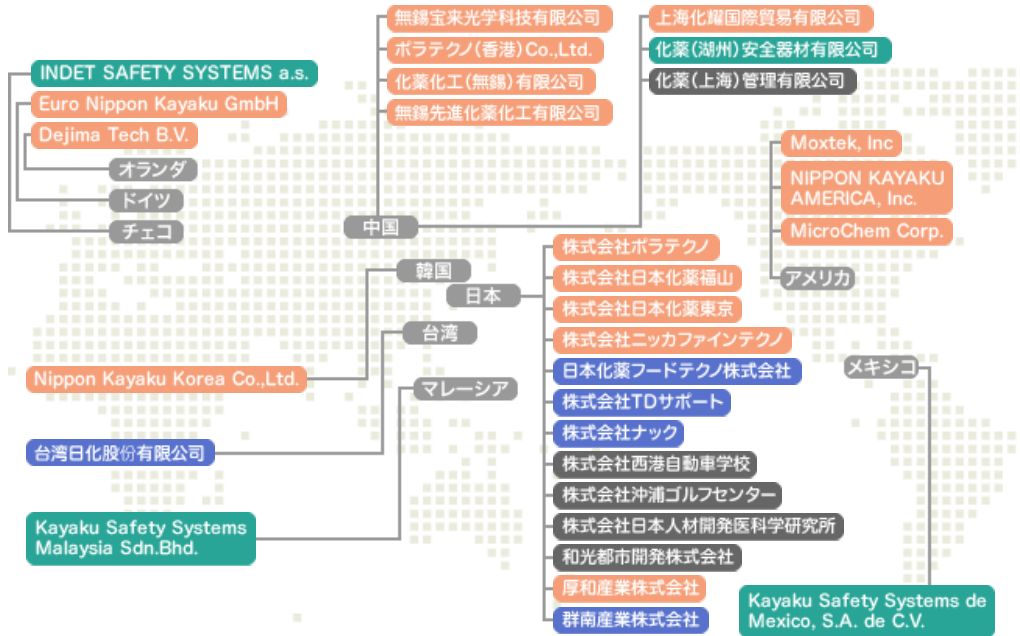 無錫宝来光学科技有限公司
ポラテクノ(香港)Co.,Ltd.
化薬化工(無錫)有限公司
無錫先進化薬化工有限公司
上海化耀国際貿易有限公司
化薬(湖州)安全器材有限公司
化薬(上海)管理有限公司
INDET SAFETY SYSTEMS a.s.
Euro Nippon Kayaku GmbH
Dejima Tech B.V.
オランダ
ドイツ
チェコ
中国
Moxtek, Inc
NIPPON KAYAKU
AMERICA, Inc.
MicroChem Corp.
アメリカ
韓国
日本
台湾
マレーシア
メキシコ
Nippon Kayaku Korea Co.,Ltd.
台湾日化股份有限公司
Kayaku Safety Systems
Malaysia Sdn.Bhd.
株式会社ポラテクノ
株式会社日本化薬福山
株式会社日本化薬東京
株式会社ニッカファインテクノ
日本化薬フードテクノ株式会社
株式会社TDサポート
株式会社ナック
株式会社西港自動車学校
株式会社沖浦ゴルフセンター
株式会社日本人材開発医科学研究所
和光都市開発株式会社
厚和産業株式会社
群南産業株式会社
Kayaku Safety Systems de
Mexico, S.A. de C.V.